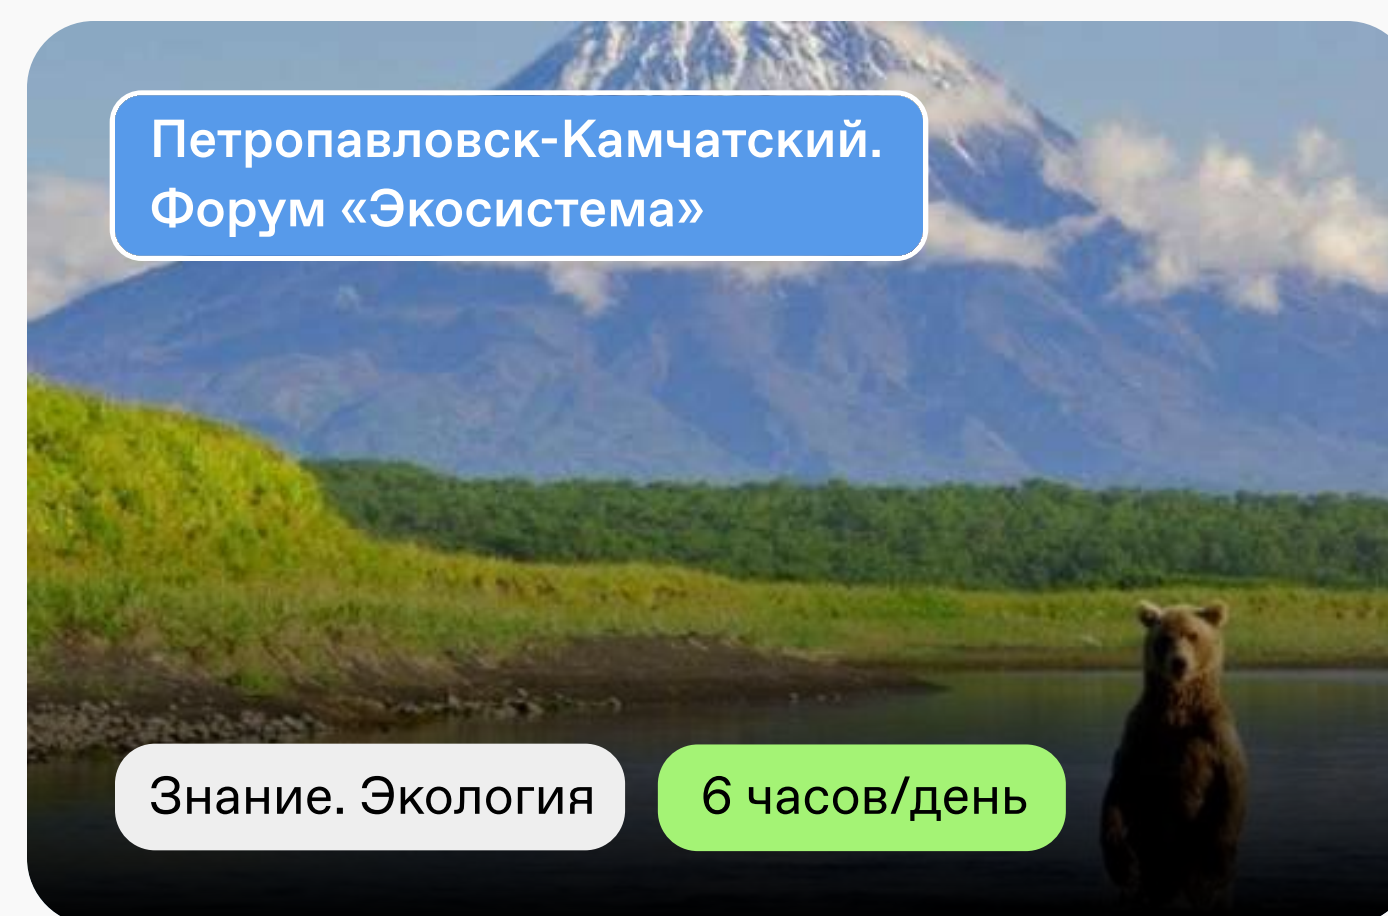 Петропавловск-Камчатский.
Форум «Экосистема»
Знание. Экология
6 часов/день